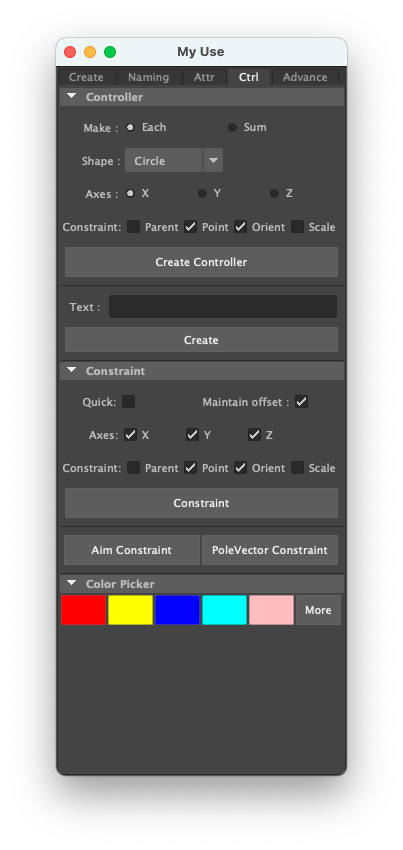 My Use
Create Naming Attr Ctrl Advance
Controller
Make : Each Sum
Shape : Circle
Axes : X Y Z
Constraint: Parent Point Orient Scale
Create Controller
Text :
Create
Constraint
Quick: Maintain offset :
Axes: X Y Z
Constraint: Parent Point Orient Scale
Constraint
Aim Constraint PoleVector Constraint
Color Picker
More